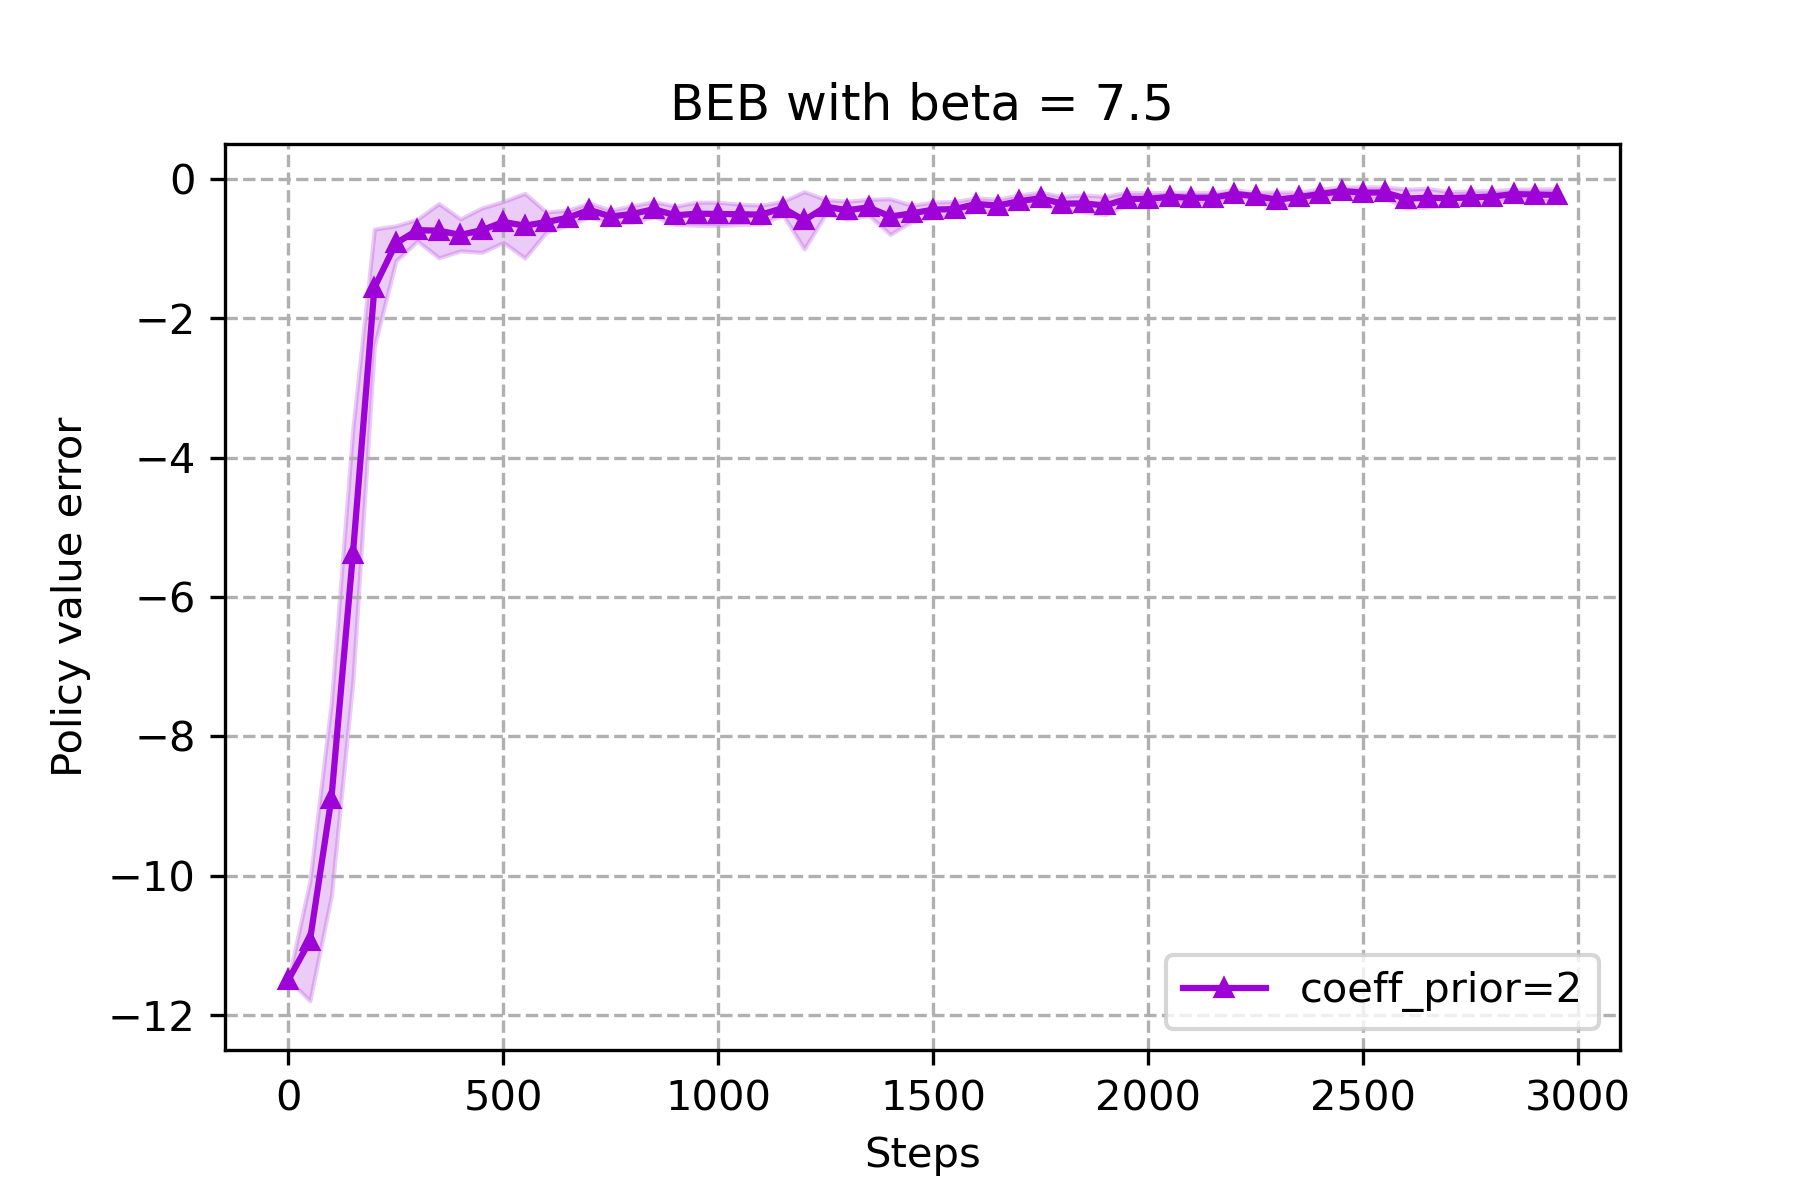 BEB with beta = 7.5
Policy value error
0
−2
−4
−6
−8
−10
−12
coeff_prior=2
0 500 1000 1500 2000 2500 3000
Steps